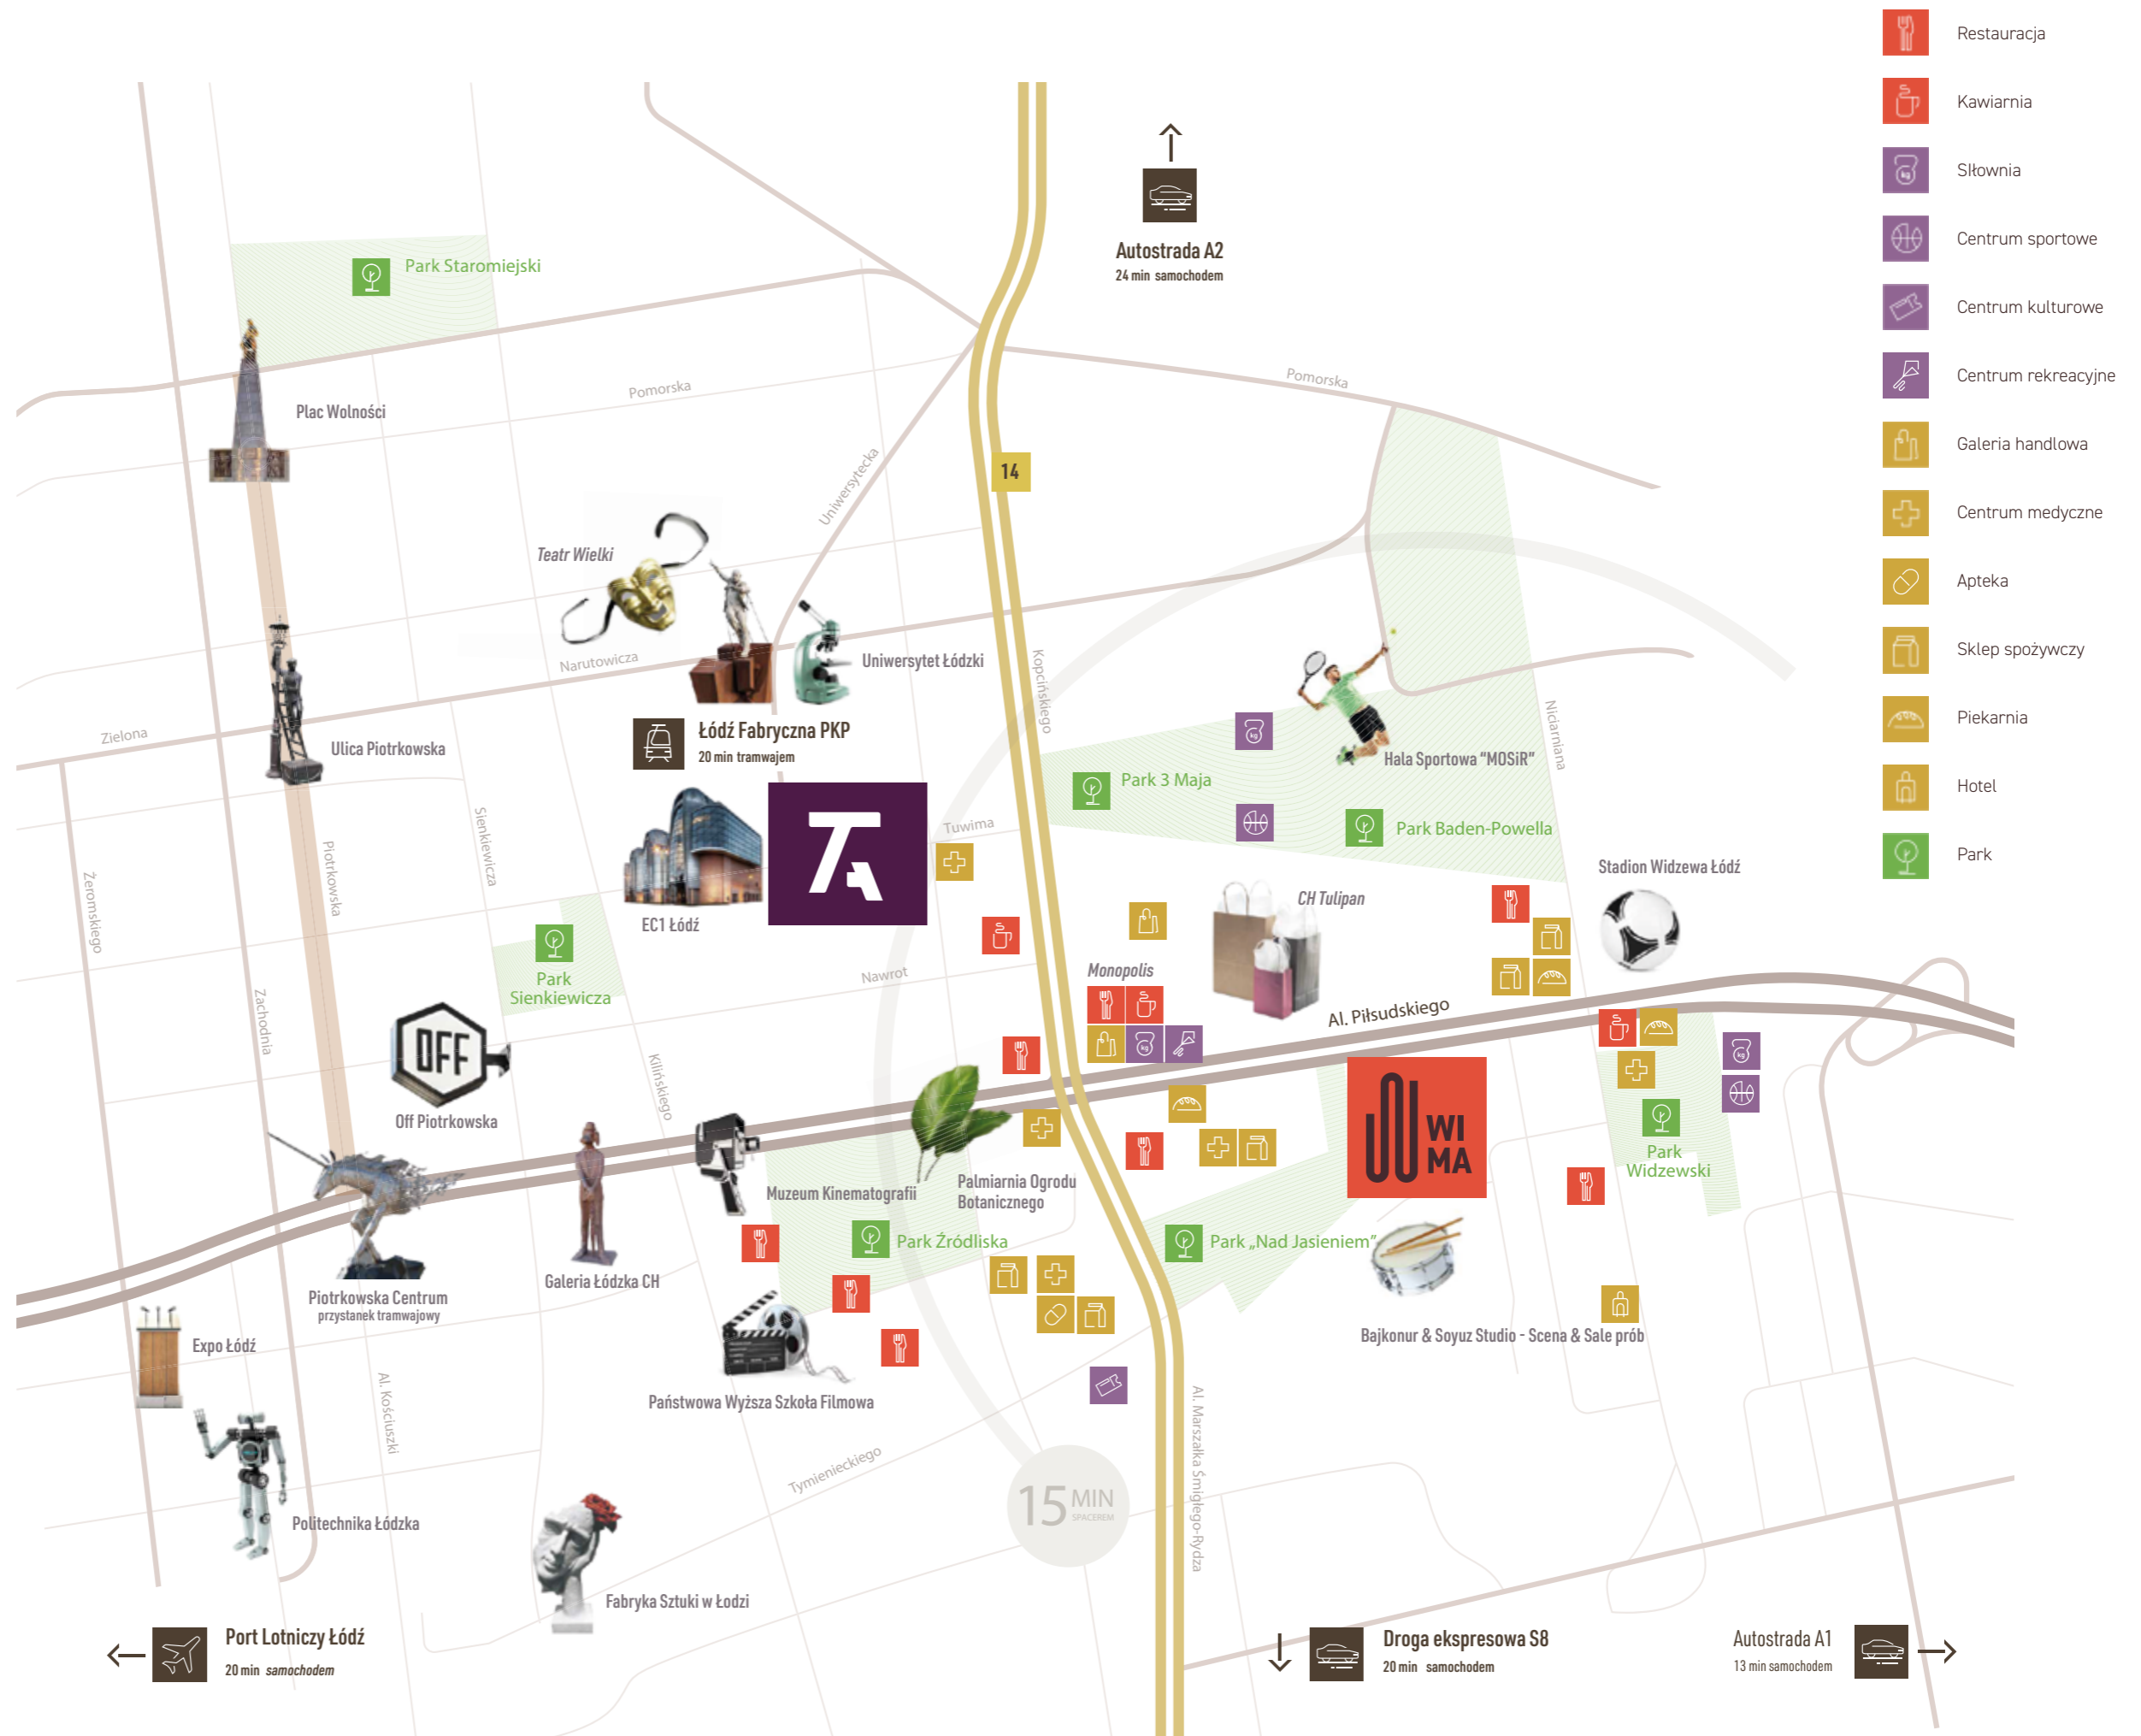 Restauracja
Kawiarnia
SIłownia
Centrum sportowe
Centrum kulturowe
Centrum rekreacyjne
Galeria handlowa
Centrum medyczne
Apteka
Sklep spożywczy
Piekarnia
Hotel
Park
Autostrada A2
24 min samochodem
Park Staromiejski
Plac Wolności
Pomorska
Pomorska
Uniwersytecka
14
Teatr Wielki
Narutowicza
Uniwersytet Łódzki
Kopcińskiego
Zielona
Ulica Piotrkowska
Łódź Fabryczna PKP
20 min tramwajem
Niciarniana
Hala Sportowa "MOSiR"
Park 3 Maja
Park Baden-Powella
Tuwima
TA
EC1 Łódź
Sienkiewicza
Piotrkowska
Żeromskiego
Zachodnia
Park
Sienkiewicza
Nawrot
Stadion Widzewa Łódź
CH Tulipan
Monopolis
Al. Piłsudskiego
OFF
Off Piotrkowska
Kilińskiego
WI
MA
Park
Widzewski
Muzeum Kinematografii
Palmiarnia Ogrodu
Botanicznego
Park Źródliska
Park „Nad Jasieniem”
Galeria Łódzka CH
Piotrkowska Centrum
przystanek tramwajowy
Expo Łódź
Al. Kościuszki
Bajkonur & Soyuz Studio - Scena & Sale prób
Państwowa Wyższa Szkoła Filmowa
Tymienieckiego
Al. Marszałka Śmigłego-Rydza
15 MIN
SPACEREM
Politechnika Łódzka
Fabryka Sztuki w Łodzi
Port Lotniczy Łódź
20 min samochodem
Droga ekspresowa S8
20 min samochodem
Autostrada A1
13 min samochodem